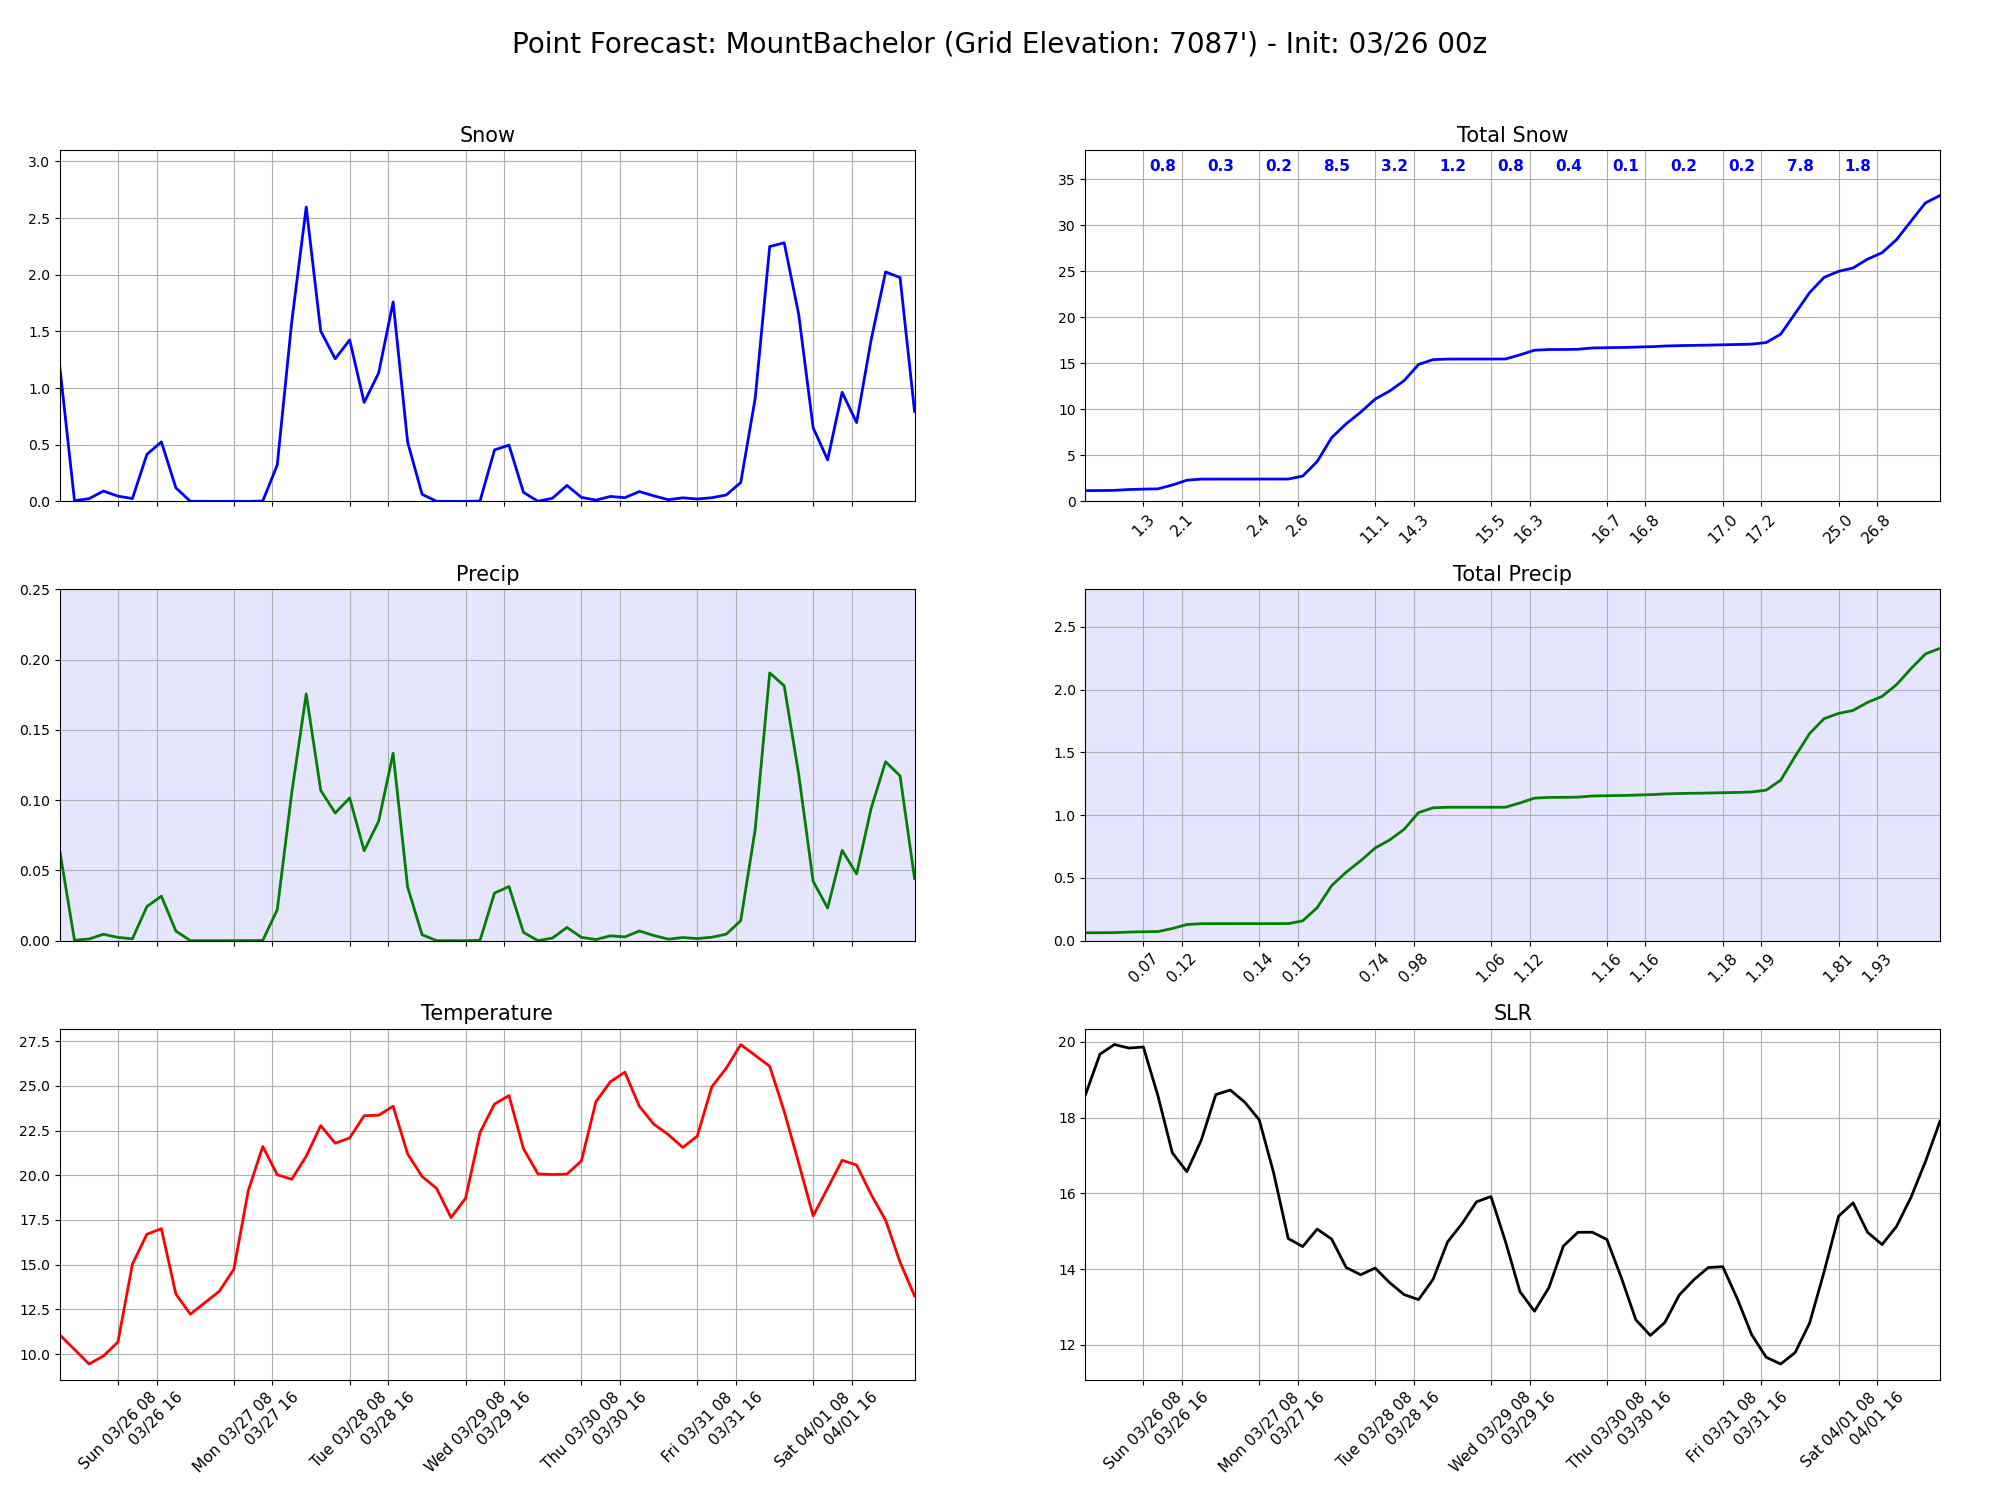 Point Forecast: MountBachelor (Grid Elevation: 7087') - Init: 03/26 00z
Snow
3.0
2.5
2.0
1.5
1.0
0.5
0.0
Total Snow
0.8 0.3 0.2 8.5 3.2 1.2 0.8 0.4 0.1 0.2 0.2 7.8 1.8
35
30
25
20
15
10
5
0
1.3 2.1 2.4 2.6 11.1 14.3 15.5 16.3 16.7 16.8 17.0 17.2 25.0 26.8
Precip
0.25
0.20
0.15
0.10
0.05
0.00
Total Precip
2.5
2.0
1.5
1.0
0.5
0.0
0.07 0.12 0.14 0.15 0.74 0.98 1.06 1.12 1.16 1.16 1.18 1.19 1.81 1.93
Temperature
27.5
25.0
22.5
20.0
17.5
15.0
12.5
10.0
Sun 03/26 08
03/26 16
Mon 03/27 08
03/27 16
Tue 03/28 08
03/28 16
Wed 03/29 08
03/29 16
Thu 03/30 08
03/30 16
Fri 03/31 08
03/31 16
Sat 04/01 08
04/01 16
SLR
20
18
16
14
12
Sun 03/26 08
03/26 16
Mon 03/27 08
03/27 16
Tue 03/28 08
03/28 16
Wed 03/29 08
03/29 16
Thu 03/30 08
03/30 16
Fri 03/31 08
03/31 16
Sat 04/01 08
04/01 16